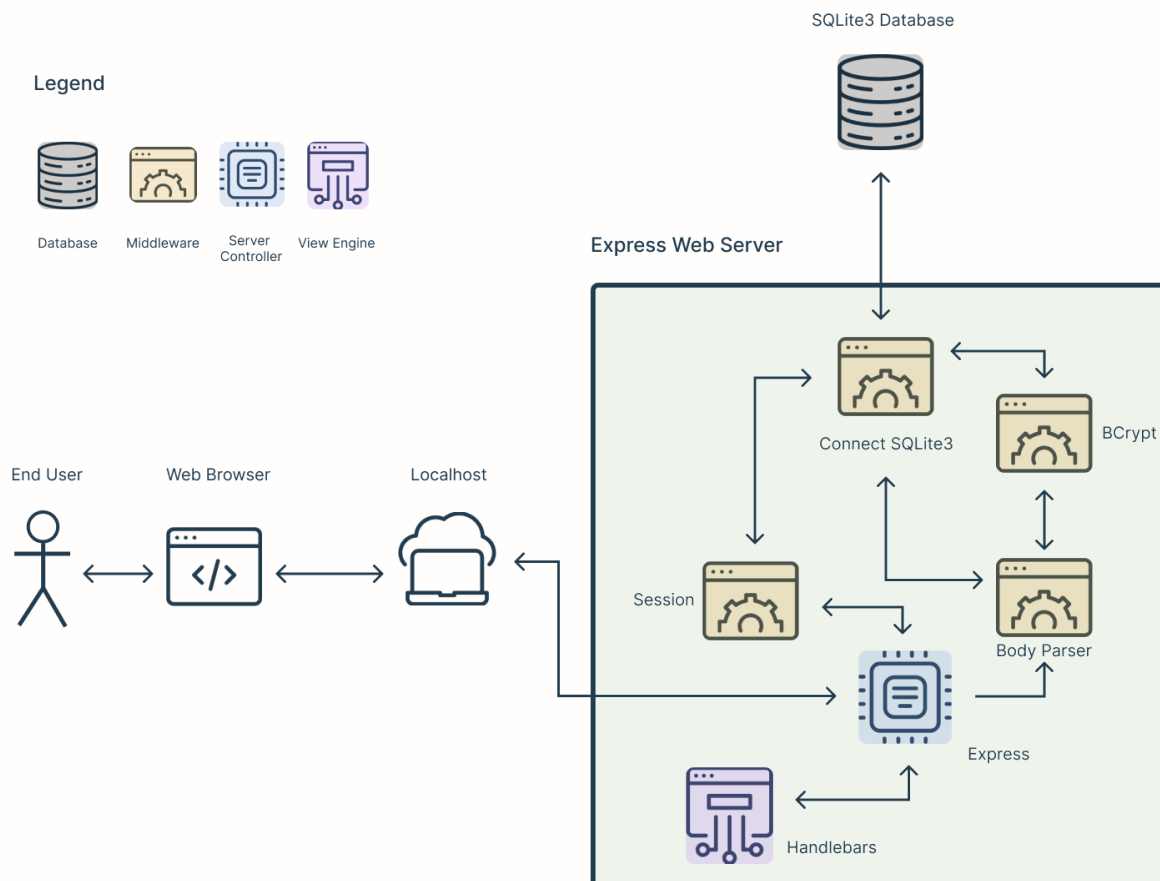 SQLite3 Database
Legend
Database
Middleware
Server
Controller
View Engine
Express Web Server
Connect SQLite3
BCrypt
End User
Web Browser
Localhost
Session
Body Parser
Express
Handlebars